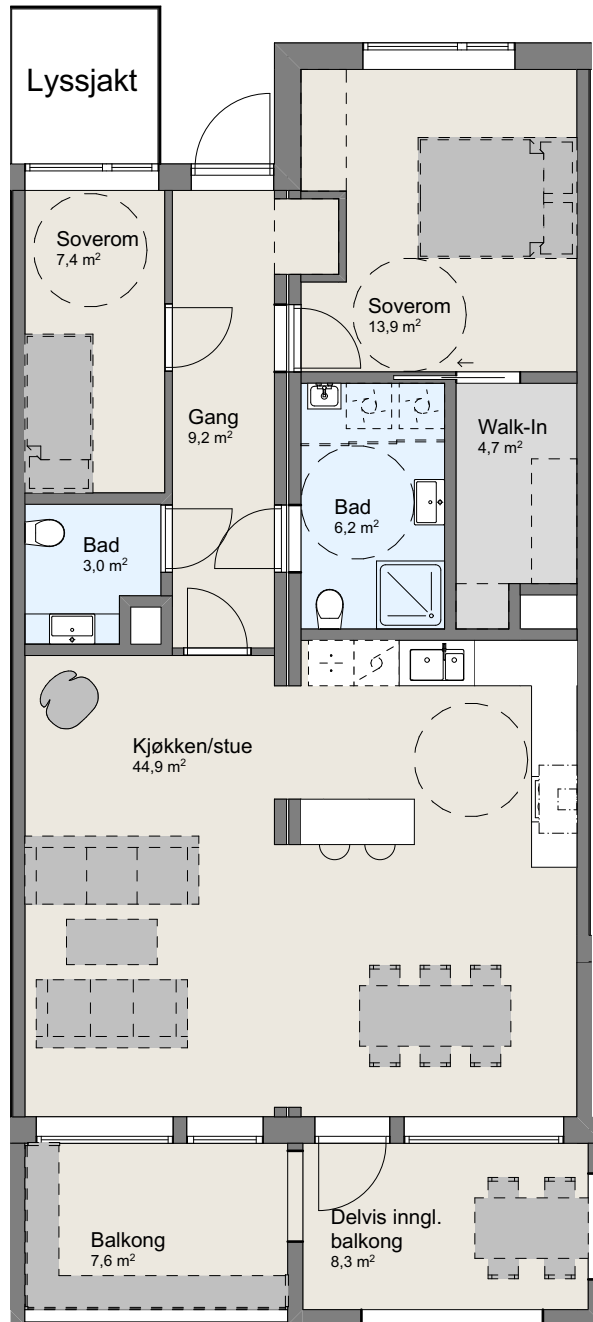 Lyssjakt
Soverom
7,4 m²
Soverom
13,9 m²
Gang
9,2 m²
Walk-In
4,7 m²
Bad
6,2 m²
Bad
3,0 m²
Kjøkken/stue
44,9 m²
Balkong
7,6 m²
Delvis inngl.
balkong
8,3 m²